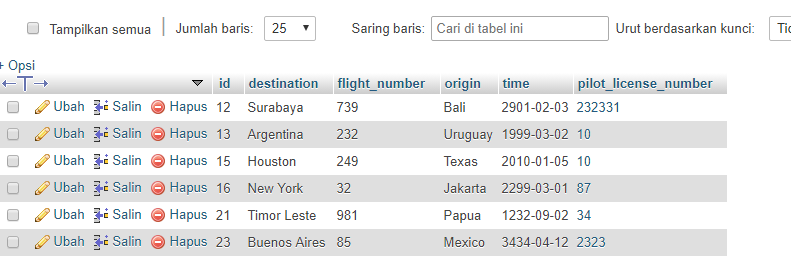 Tampilkan semua | Jumlah baris: 25 Saring baris: Cari di tabel ini Urut berdasarkan kunci:
+ Opsi
←T→ id destination flight_number origin time pilot_license_number
Ubah Salin Hapus 12 Surabaya 739 Bali 2901-02-03 232331
Ubah Salin Hapus 13 Argentina 232 Uruguay 1999-03-02 10
Ubah Salin Hapus 15 Houston 249 Texas 2010-01-05 10
Ubah Salin Hapus 16 New York 32 Jakarta 2299-03-01 87
Ubah Salin Hapus 21 Timor Leste 981 Papua 1232-09-02 34
Ubah Salin Hapus 23 Buenos Aires 85 Mexico 3434-04-12 2323